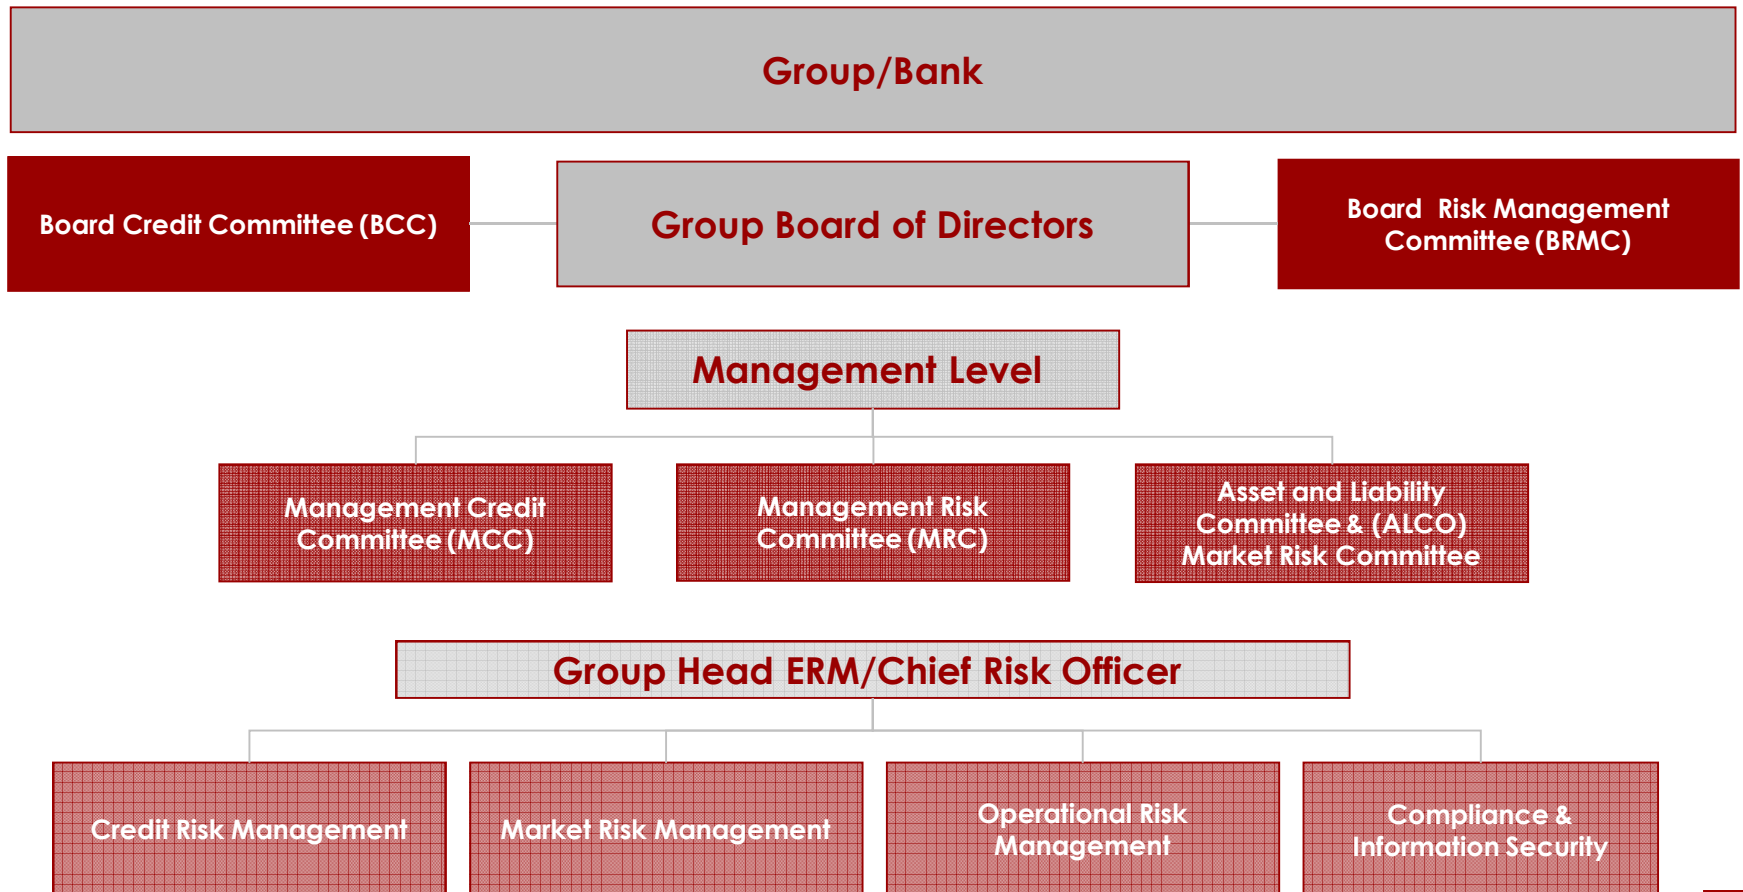 Group/Bank
Board Credit Committee (BCC)
Group Board of Directors
Board Risk Management
Committee (BRMC)
Management Level
Management Credit
Committee (MCC)
Management Risk
Committee (MRC)
Asset and Liability
Committee & (ALCO)
Market Risk Committee
Group Head ERM/Chief Risk Officer
Credit Risk Management
Market Risk Management
Operational Risk
Management
Compliance &
Information Security